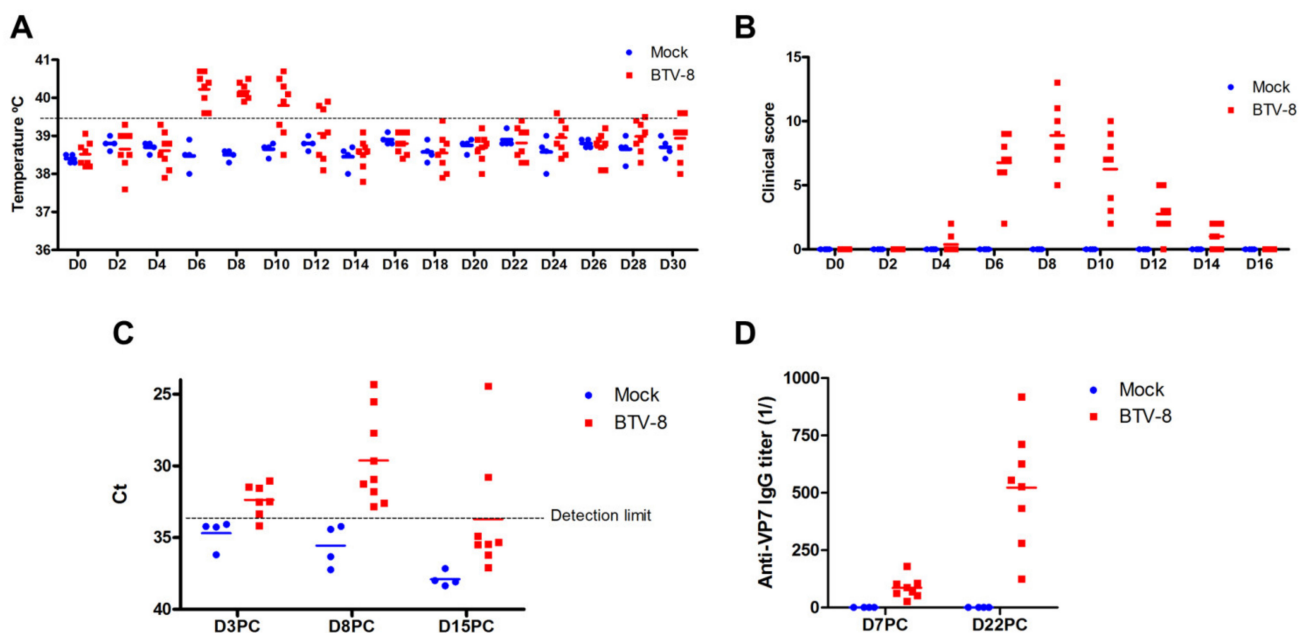 A
Mock
BTV-8
Temperature ºC
41
40
39
38
37
36
D0 D2 D4 D6 D8 D10 D12 D14 D16 D18 D20 D22 D24 D26 D28 D30
B
Mock
BTV-8
Clinical score
15
10
5
0
D0 D2 D4 D6 D8 D10 D12 D14 D16
C
Mock
BTV-8
Ct
25
30
35
40
Detection limit
D3PC D8PC D15PC
D
Mock
BTV-8
Anti-VP7 IgG titer (1/)
1000
750
500
250
0
D7PC D22PC